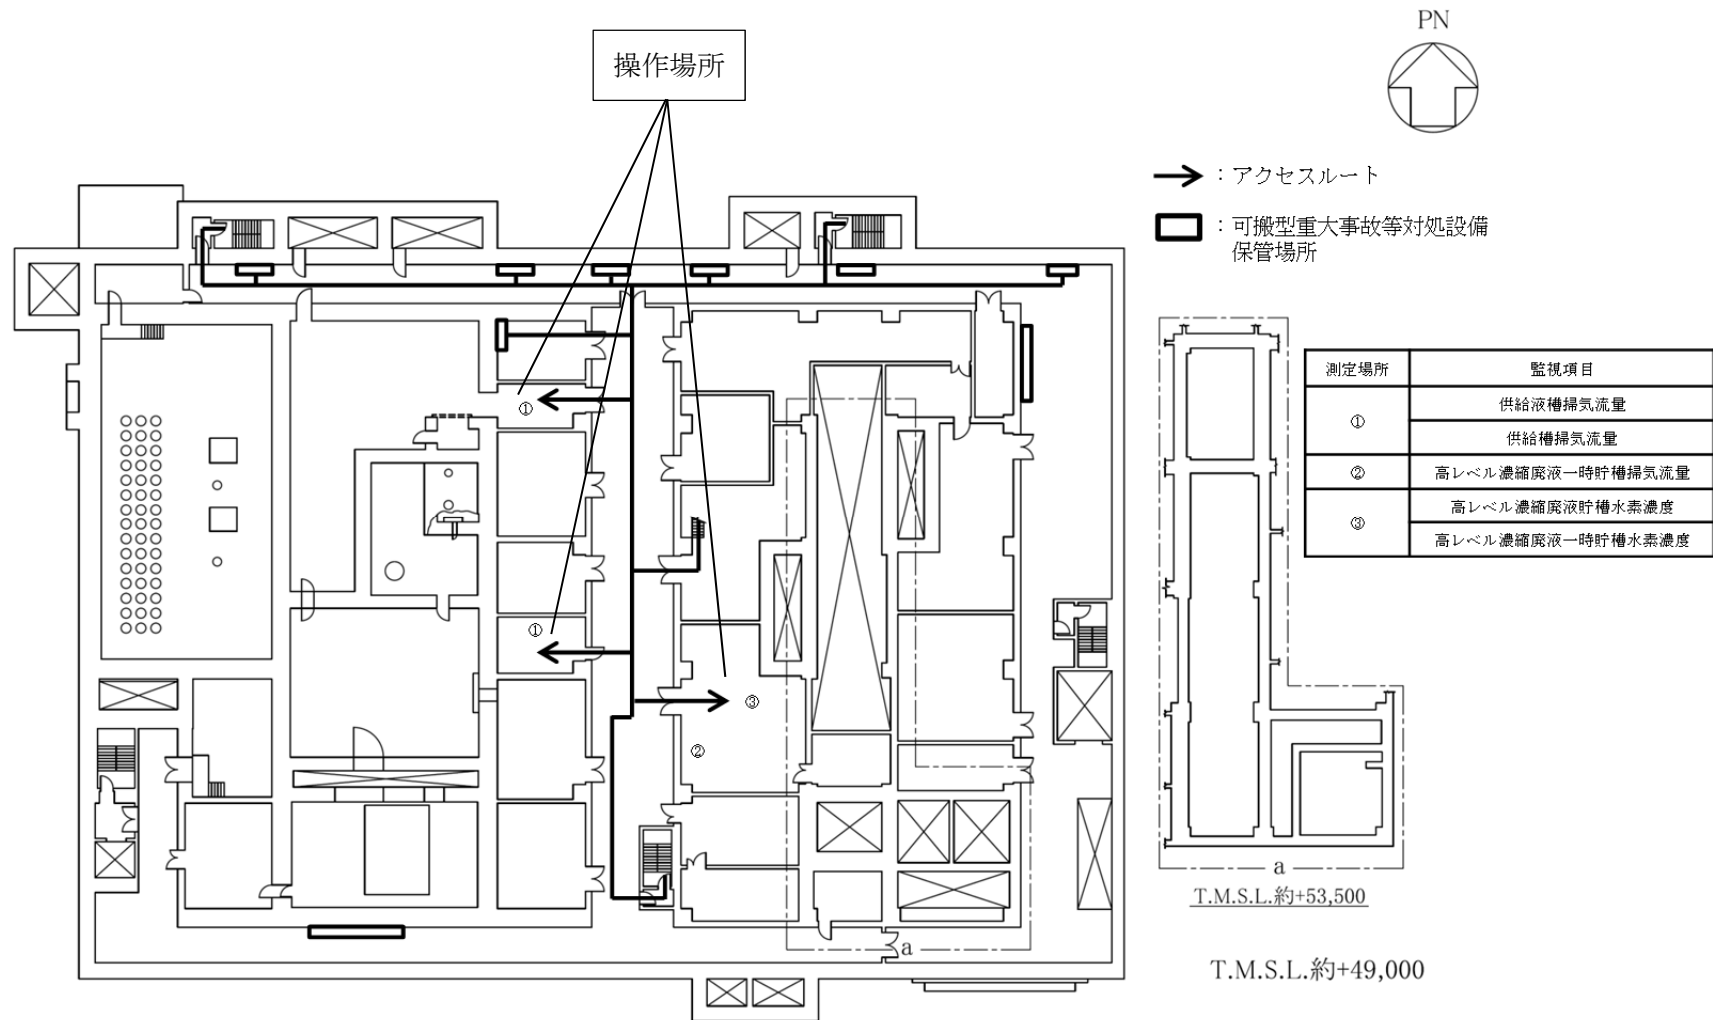 操作場所
PN
：アクセスルート
：可搬型重大事故等対処設備
保管場所
測定場所 監視項目
① 供給液槽掃気流量
供給槽掃気流量
② 高レベル濃縮廃液一時貯槽掃気流量
③ 高レベル濃縮廃液貯槽水素濃度
高レベル濃縮廃液一時貯槽水素濃度
①
①
③
②
a
a
T.M.S.L.約+53,500
T.M.S.L.約+49,000